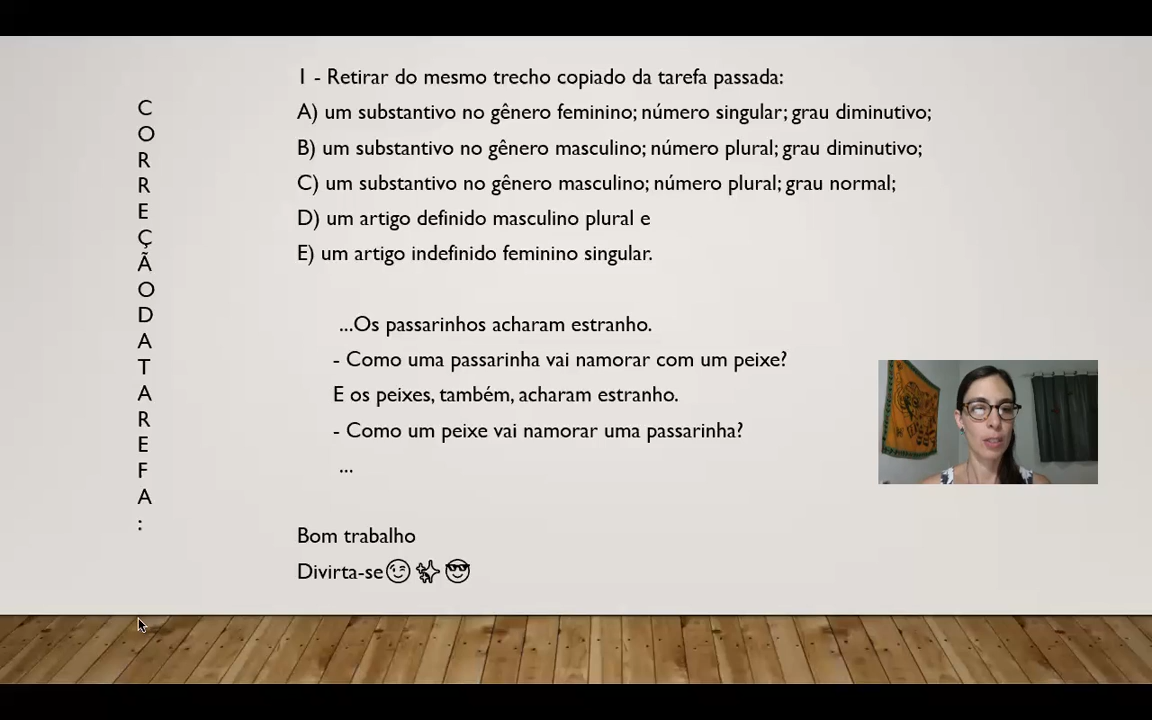 C
O
R
R
E
Ç
Ã
O
D
A
T
A
R
E
F
A
:
1 - Retirar do mesmo trecho copiado da tarefa passada:
A) um substantivo no gênero feminino; número singular; grau diminutivo;
B) um substantivo no gênero masculino; número plural; grau diminutivo;
C) um substantivo no gênero masculino; número plural; grau normal;
D) um artigo definido masculino plural e
E) um artigo indefinido feminino singular.
...Os passarinhos acharam estranho.
- Como uma passarinha vai namorar com um peixe?
E os peixes, também, acharam estranho.
- Como um peixe vai namorar uma passarinha?
...
Bom trabalho
Divirta-se😉✨😎